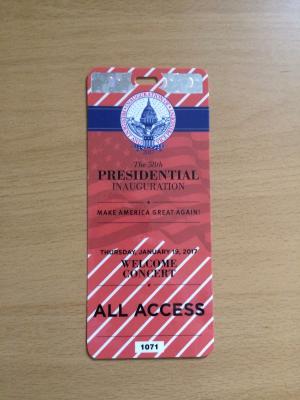 The 58th
PRESIDENTIAL
INAUGURATION
MAKE AMERICA GREAT AGAIN!
THURSDAY, JANUARY 19, 2017
WELCOME
CONCERT
ALL ACCESS
1071